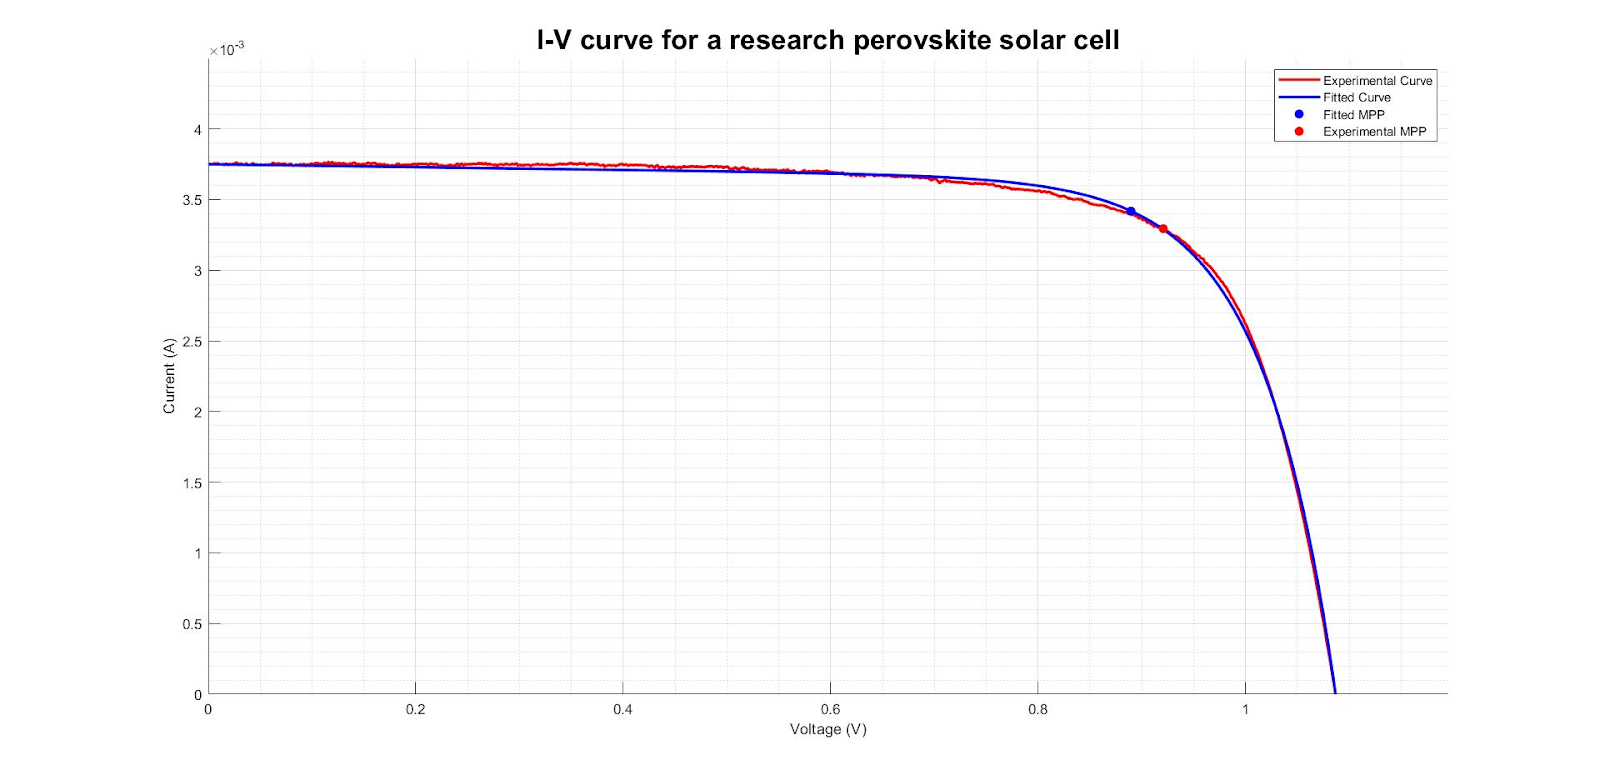 I-V curve for a research perovskite solar cell
×10-3
Experimental Curve
Fitted Curve
Fitted MPP
Experimental MPP
4
3.5
3
2.5
2
1.5
1
0.5
0
Current (A)
0 0.2 0.4 0.6 0.8 1
Voltage (V)